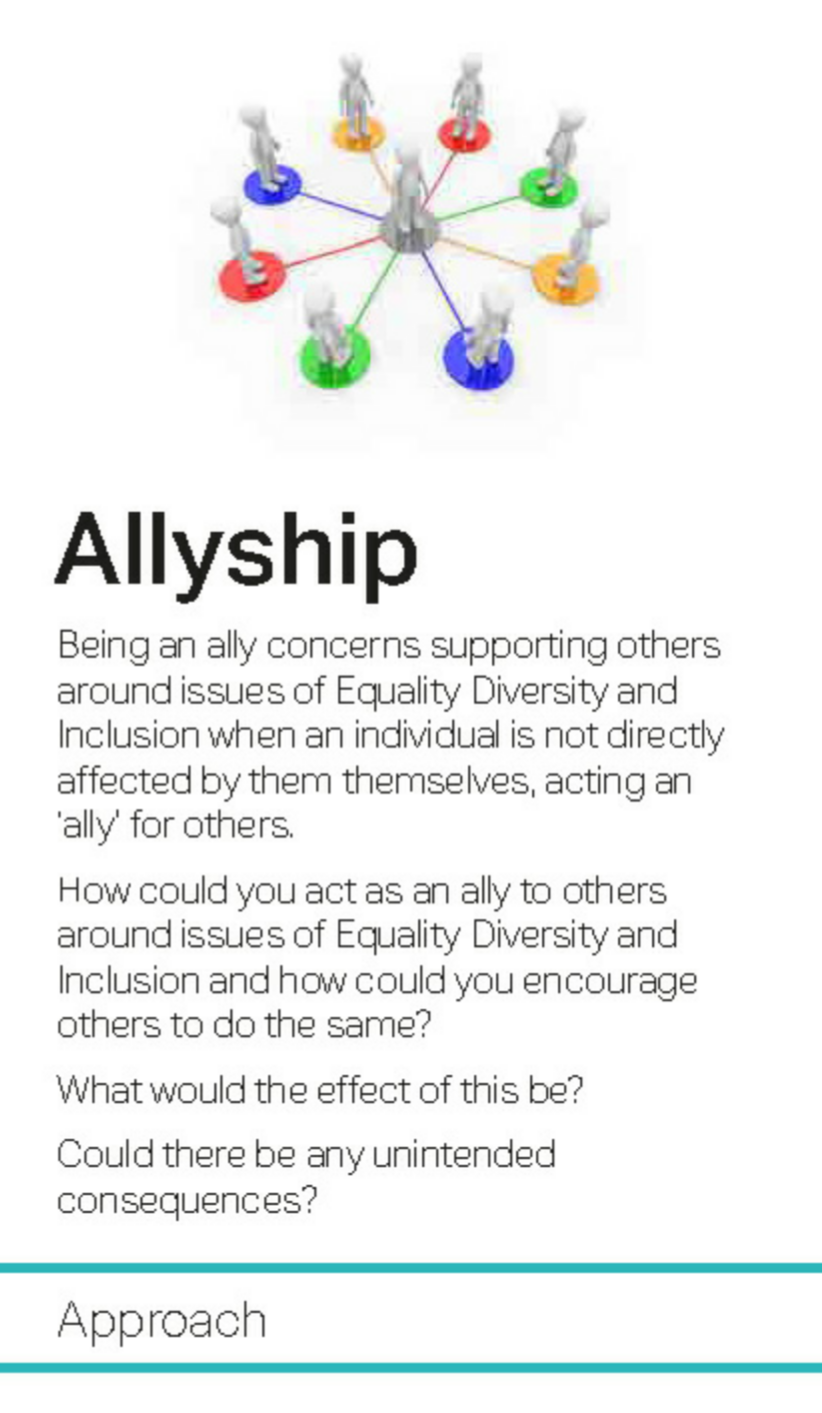 Allyship
Being an ally concerns supporting others
around issues of Equality Diversity and
Inclusion when an individual is not directly
affected by them themselves, acting an
'ally' for others.
How could you act as an ally to others
around issues of Equality Diversity and
Inclusion and how could you encourage
others to do the same?
What would the effect of this be?
Could there be any unintended
consequences?
Approach